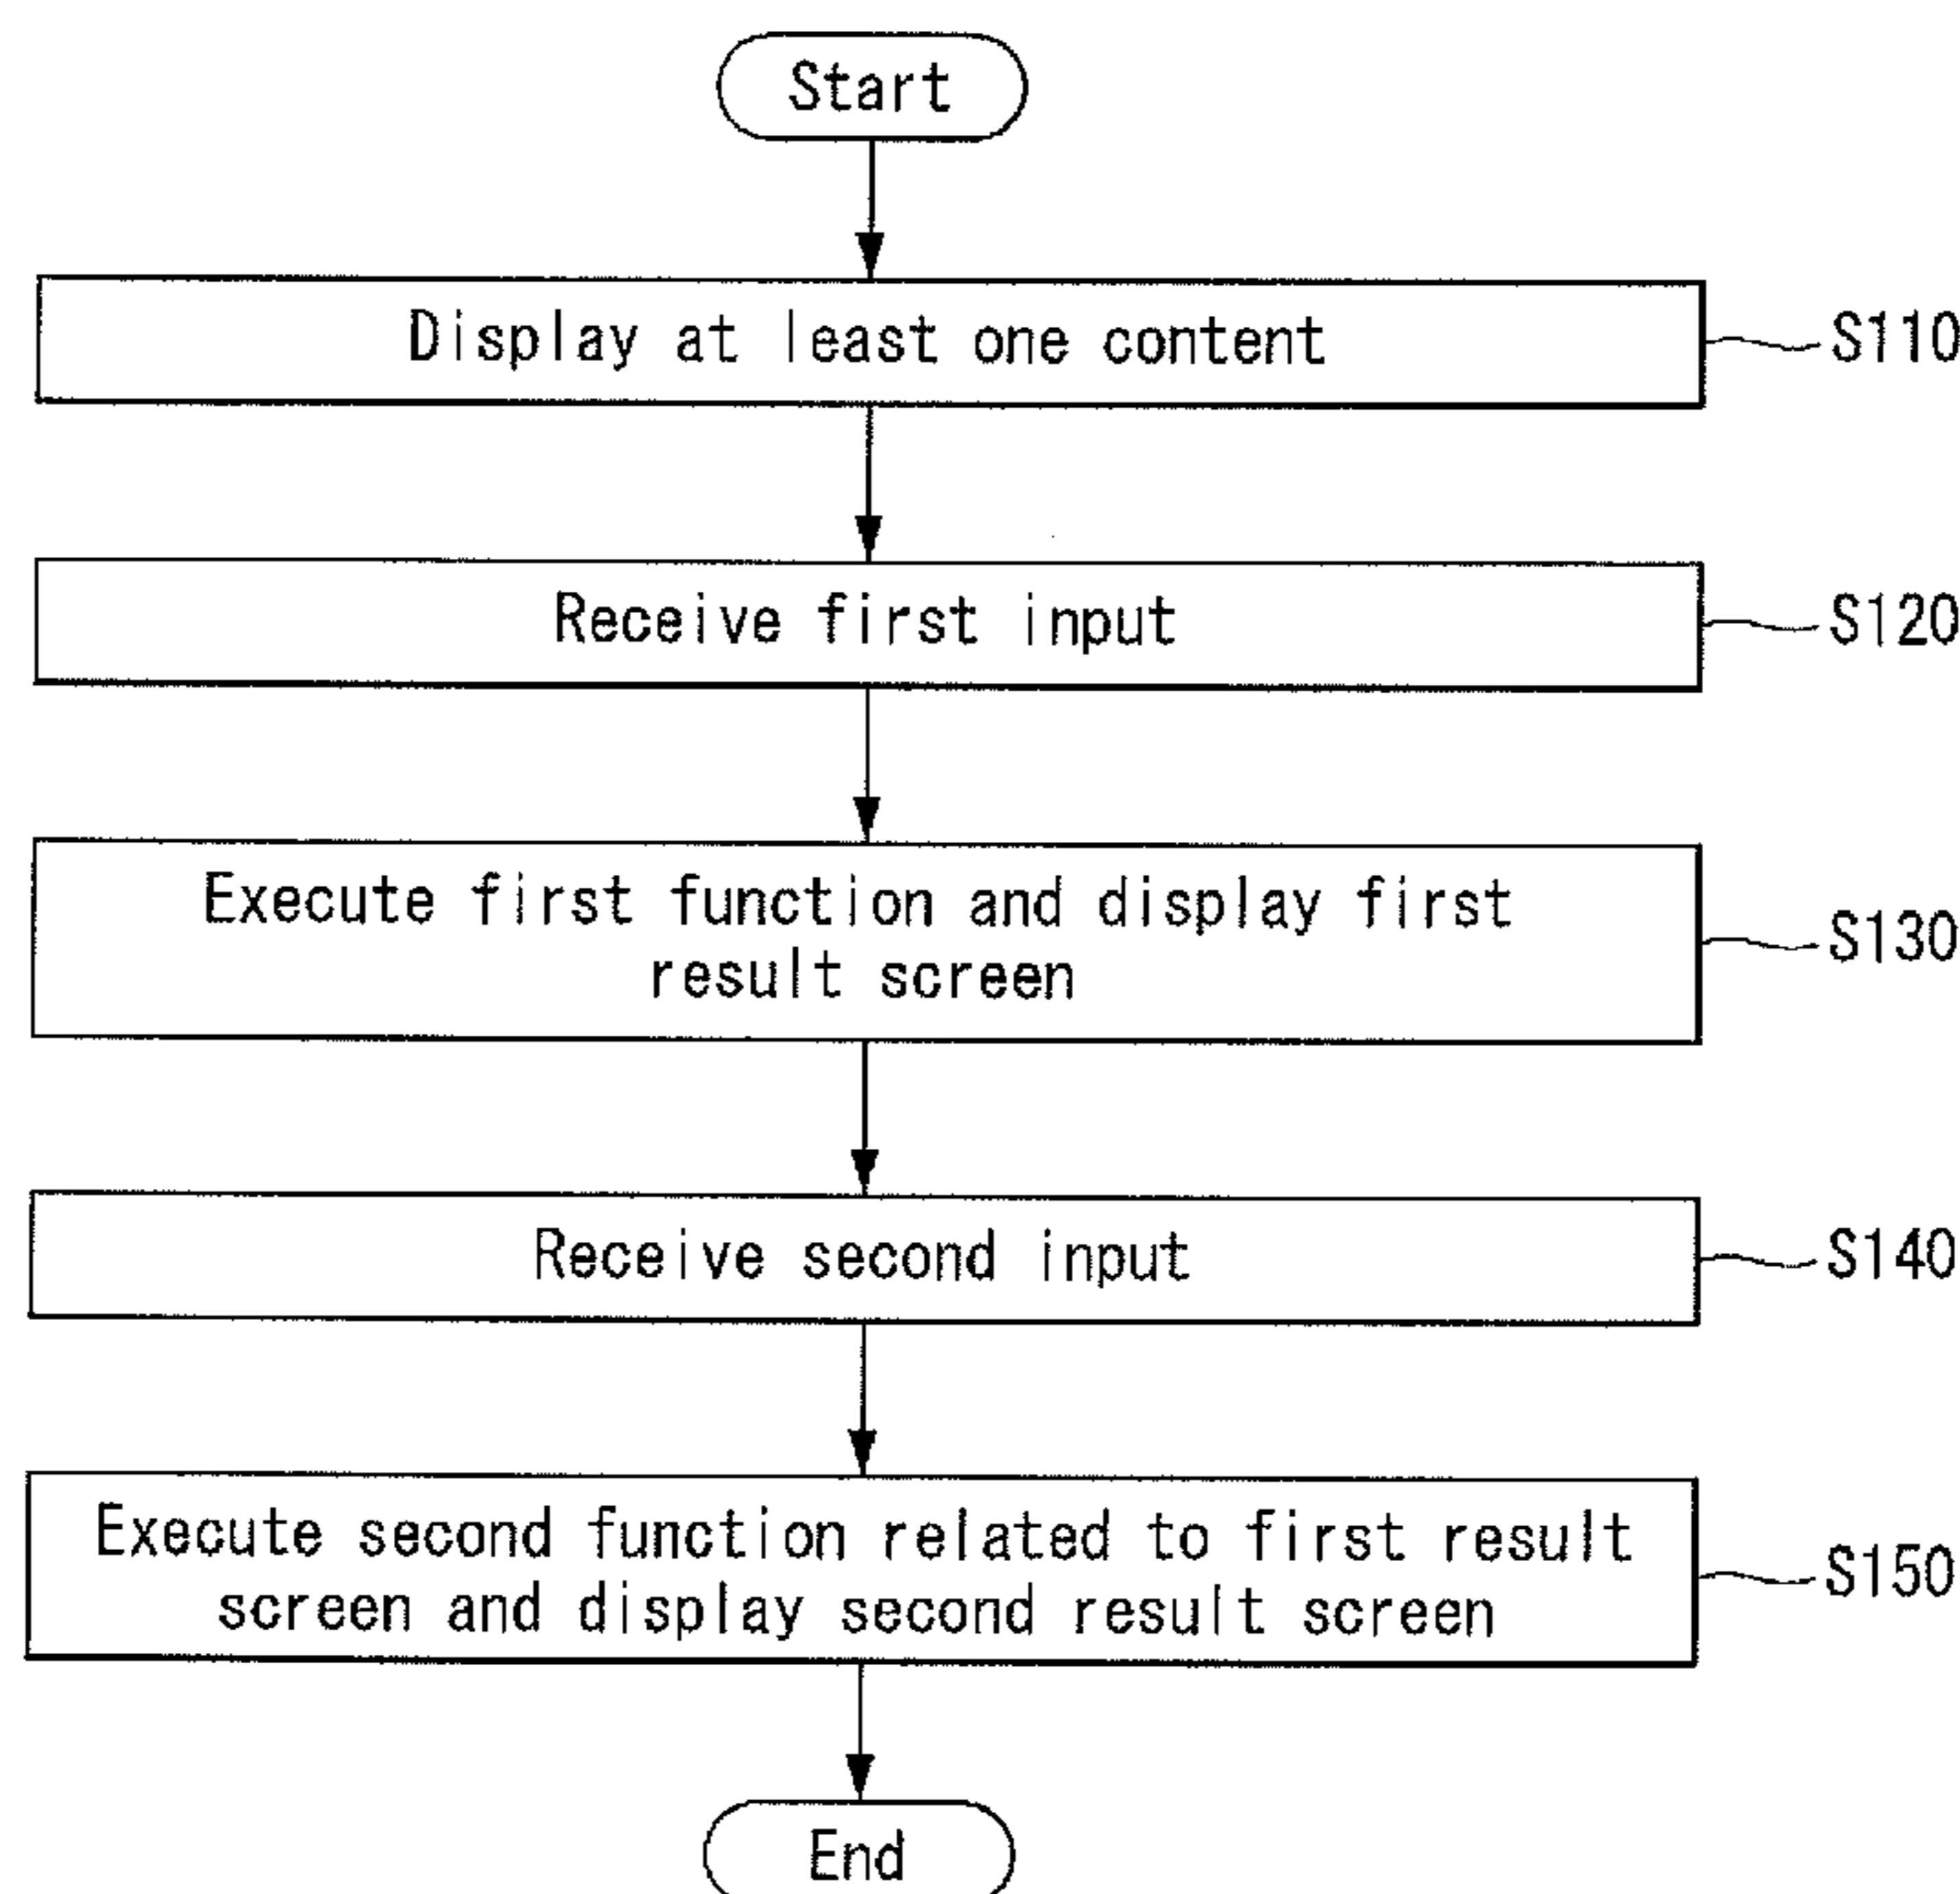 Start
Display at least one content
S110
Receive first input
S120
Execute first function and display first
result screen
S130
Receive second input
S140
Execute second function related to first result
screen and display second result screen
S150
End